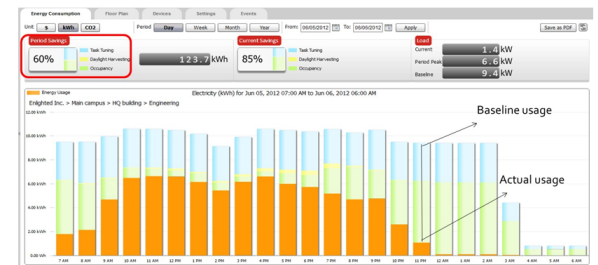 Energy Consumption Floor Plan Devices Settings Events
Unit $ kWh CO2 Period Day Week Month Year From: 06/05/2012 To: 06/06/2012 Apply Save as PDF
Period Savings Current Savings Load
60% Task Tuning Daylight Harvesting Occupancy
123.7 kWh
85% Task Tuning Daylight Harvesting Occupancy
Current 1.4 kW
Period Peak 6.6 kW
Baseline 9.4 kW
Energy Usage Electricity (kWh) for Jun 05, 2012 07:00 AM to Jun 06, 2012 06:00 AM
Enlighted Inc. > Main campus > HQ building > Engineering
Baseline usage
Actual usage
12.00 kWh
10.00 kWh
8.00 kWh
6.00 kWh
4.00 kWh
2.00 kWh
0.00 kWh
7 AM 8 AM 9 AM 10 AM 11 AM 12 PM 1 PM 2 PM 3 PM 4 PM 5 PM 6 PM 7 PM 8 PM 9 PM 10 PM 11 PM 12 AM 1 AM 2 AM 3 AM 4 AM 5 AM 6 AM